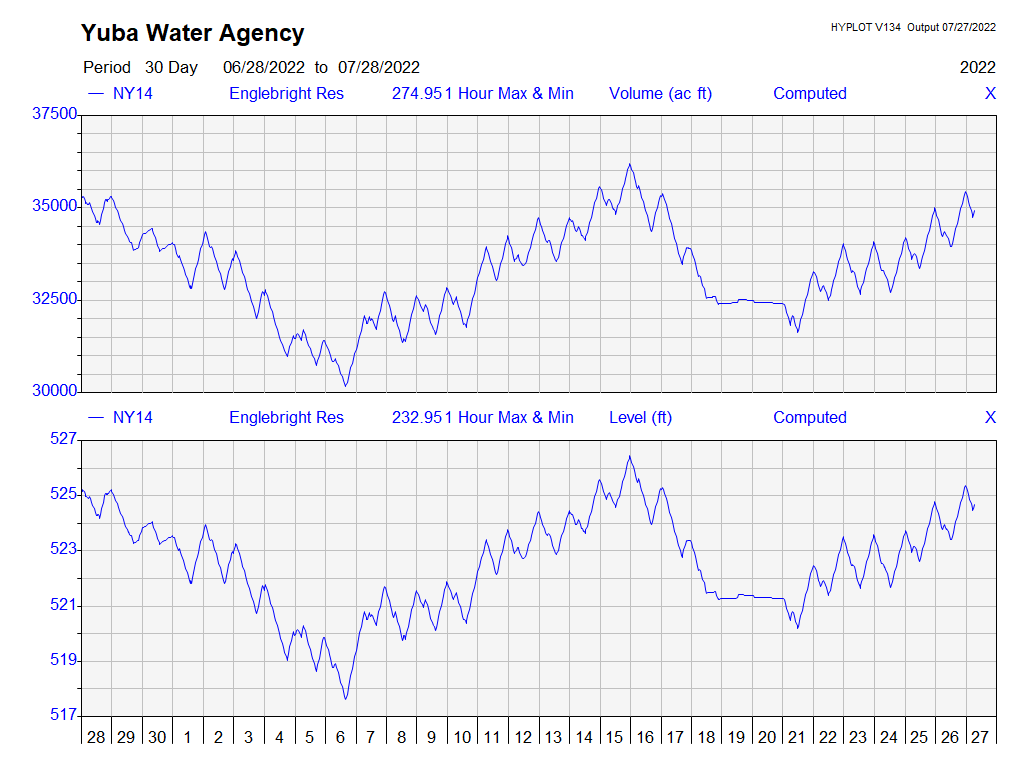 Yuba Water Agency
HYPLOT V134 Output 07/27/2022
Period 30 Day 06/28/2022 to 07/28/2022 2022
NY14 Englebright Res 274.951 Hour Max & Min Volume (ac ft) Computed X
37500
35000
32500
30000
NY14 Englebright Res 232.951 Hour Max & Min Level (ft) Computed X
527
525
523
521
519
517
28 29 30 1 2 3 4 5 6 7 8 9 10 11 12 13 14 15 16 17 18 19 20 21 22 23 24 25 26 27